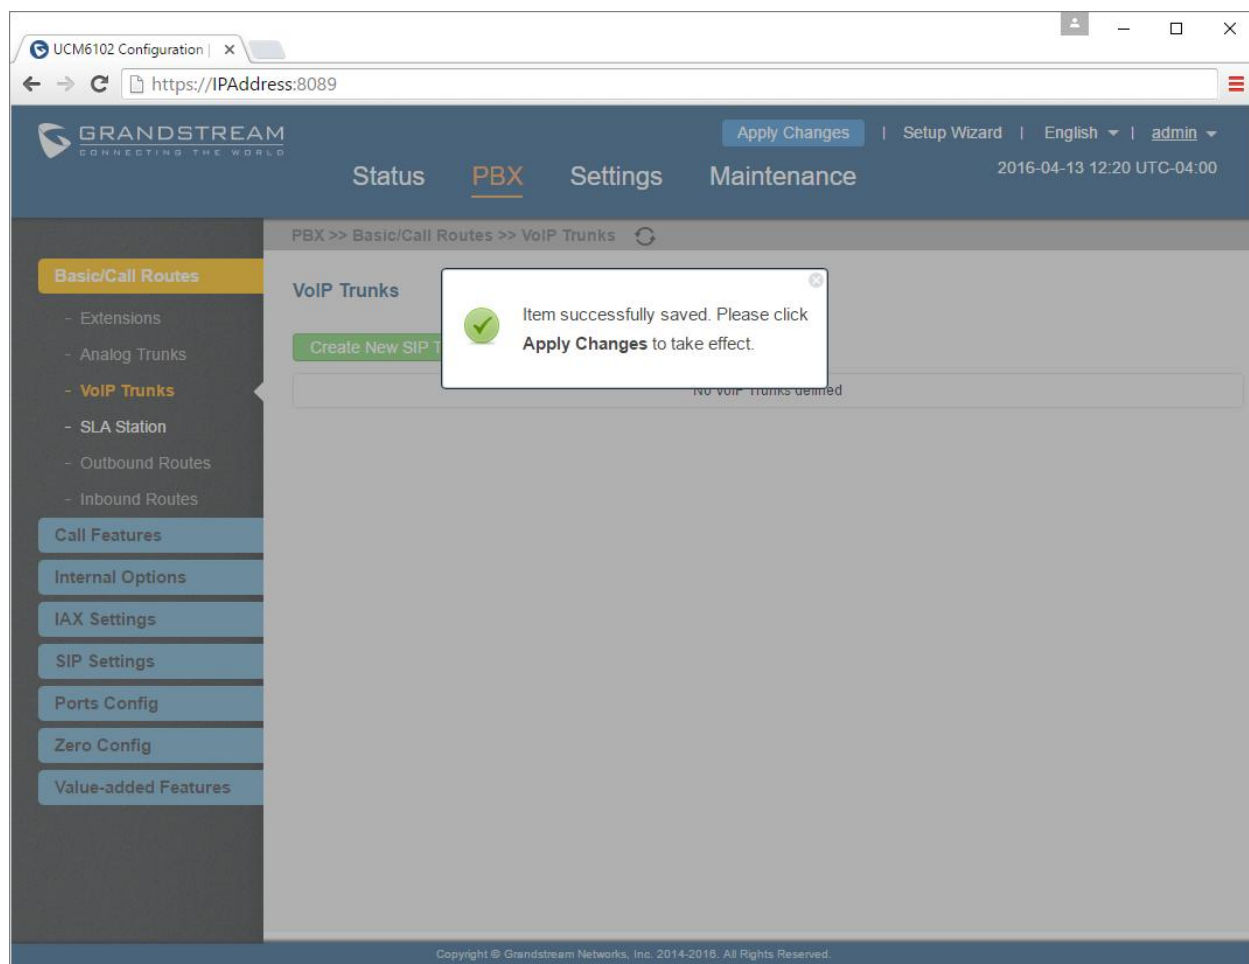 UCM6102 Configuration |
https://IPAddress:8089
GRANDSTREAM
CONNECTING THE WORLD
Apply Changes | Setup Wizard | English | admin
Status PBX Settings Maintenance
2016-04-13 12:20 UTC-04:00
PBX >> Basic/Call Routes >> VoIP Trunks
Basic/Call Routes
- Extensions
- Analog Trunks
- VoIP Trunks
- SLA Station
- Outbound Routes
- Inbound Routes
Call Features
Internal Options
IAX Settings
SIP Settings
Ports Config
Zero Config
Value-added Features
VoIP Trunks
Create New SIP T
Item successfully saved. Please click
Apply Changes to take effect.
No VoIP Trunks defined
Copyright © Grandstream Networks, Inc. 2014-2016. All Rights Reserved.